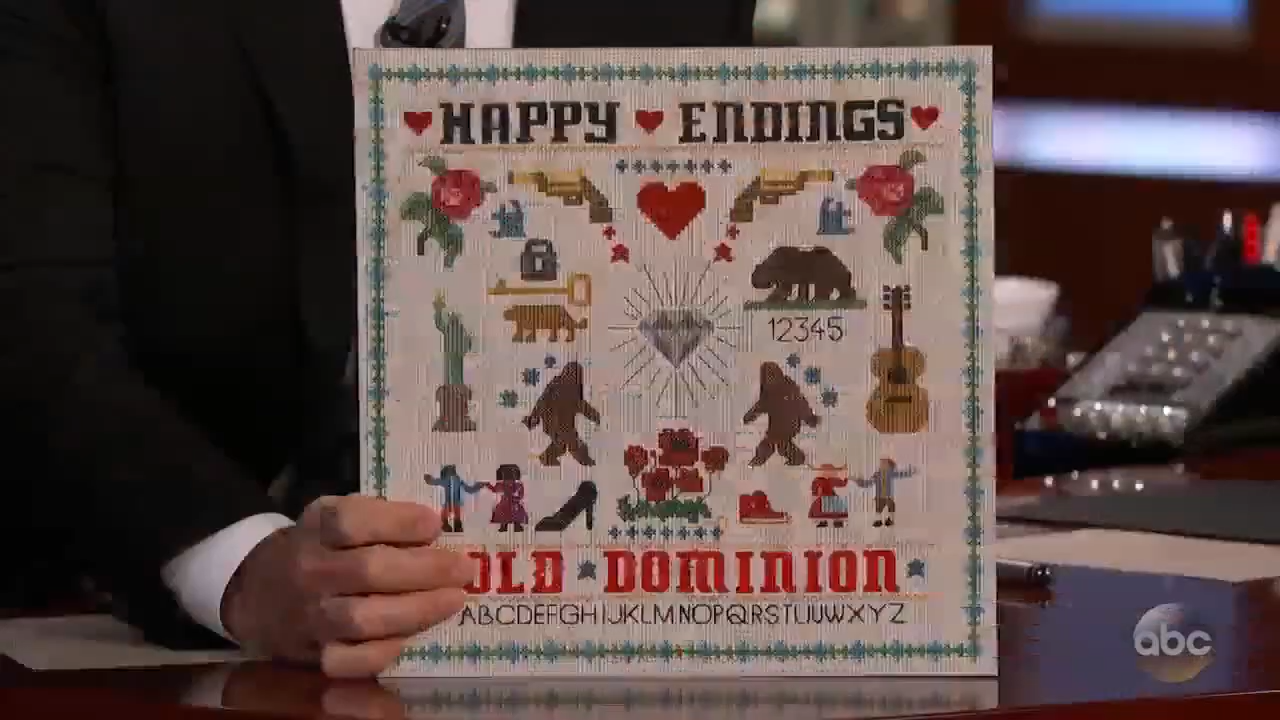 HAPPY ENDINGS
12345
OLD DOMINION
ABCDEFGHIJKLMNOPQRSTUVWXYZ
abc